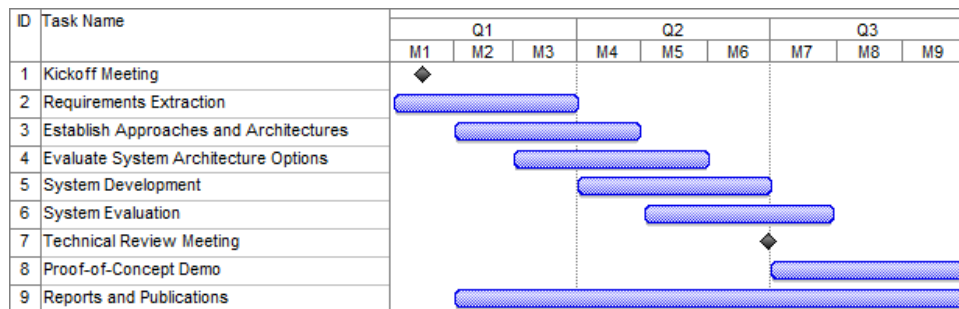 ID Task Name Q1 Q2 Q3
M1 M2 M3 M4 M5 M6 M7 M8 M9
1 Kickoff Meeting
2 Requirements Extraction
3 Establish Approaches and Architectures
4 Evaluate System Architecture Options
5 System Development
6 System Evaluation
7 Technical Review Meeting
8 Proof-of-Concept Demo
9 Reports and Publications